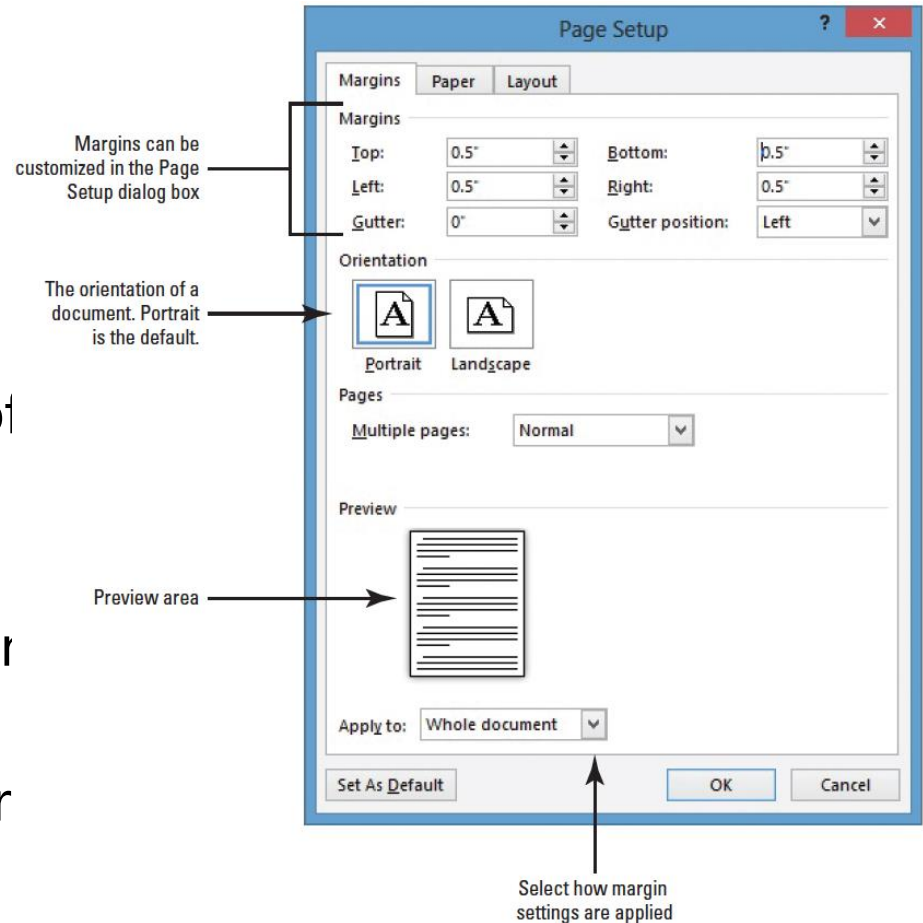 Page Setup
?
×
Margins Paper Layout
Margins
Top: 0.5" Bottom: 0.5"
Left: 0.5" Right: 0.5"
Gutter: 0" Gutter position: Left
Margins can be
customized in the Page
Setup dialog box
Orientation
A A
Portrait Landscape
The orientation of a
document. Portrait
is the default.
Pages
Multiple pages: Normal
Preview
Preview area
Apply to: Whole document
Set As Default OK Cancel
Select how margin
settings are applied